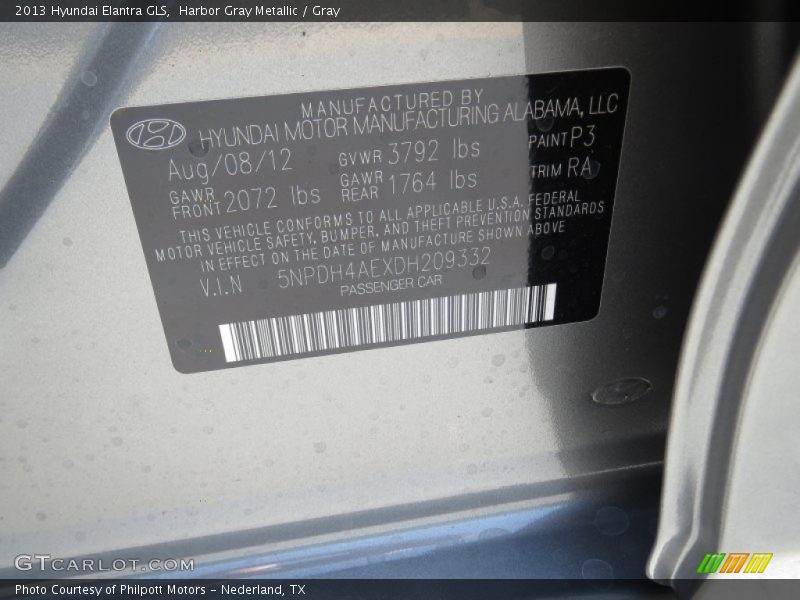 2013 Hyundai Elantra GLS, Harbor Gray Metallic / Gray
MANUFACTURED BY
HYUNDAI MOTOR MANUFACTURING ALABAMA, LLC
Aug/08/12 GVWR 3792 lbs PAINT P3
GAWR FRONT 2072 lbs GAWR REAR 1764 lbs TRIM RA
THIS VEHICLE CONFORMS TO ALL APPLICABLE U.S.A. FEDERAL
MOTOR VEHICLE SAFETY, BUMPER, AND THEFT PREVENTION STANDARDS
IN EFFECT ON THE DATE OF MANUFACTURE SHOWN ABOVE
V.I.N 5NPDH4AEXDH209332
PASSENGER CAR
GTCARLOT.COM
Photo Courtesy of Philpott Motors - Nederland, TX